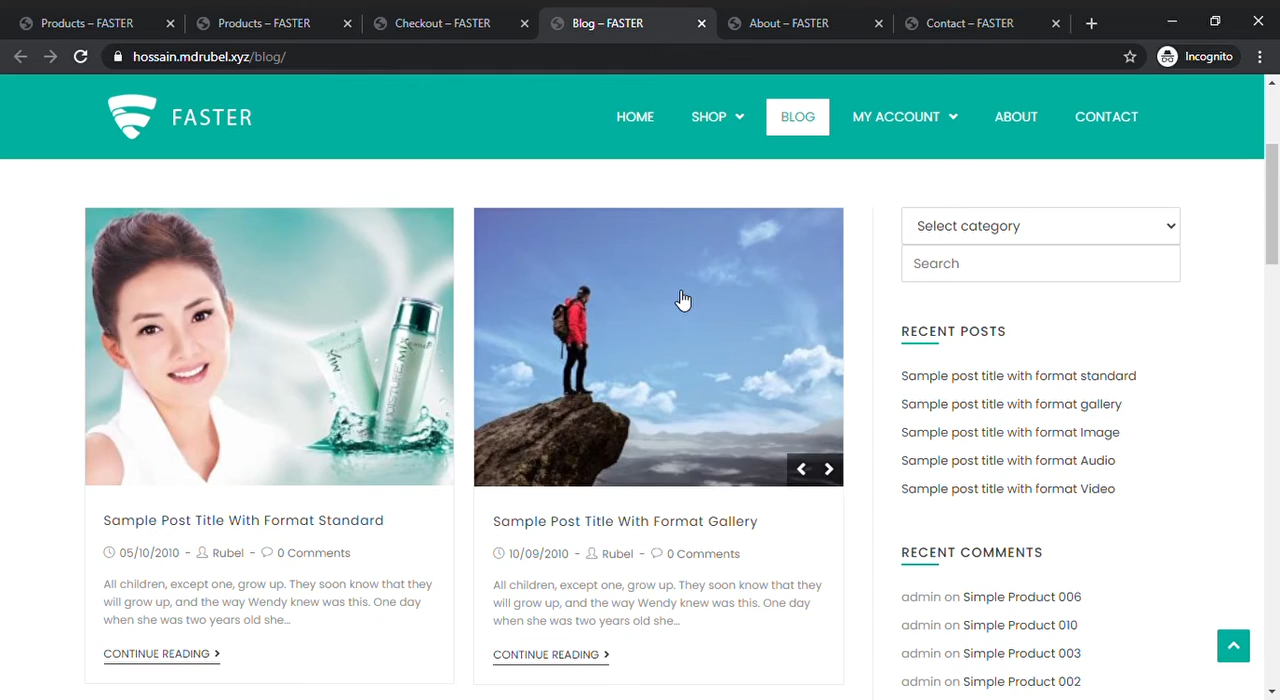 Products – FASTER
Products – FASTER
Checkout – FASTER
Blog – FASTER
About – FASTER
Contact – FASTER
hossain.mdrubel.xyz/blog/
Incognito
FASTER
HOME
SHOP
BLOG
MY ACCOUNT
ABOUT
CONTACT
MOISTURE MIX
Sample Post Title With Format Standard
05/10/2010 - Rubel - 0 Comments
All children, except one, grow up. They soon know that they
will grow up, and the way Wendy knew was this. One day
when she was two years old she...
CONTINUE READING
Sample Post Title With Format Gallery
10/09/2010 - Rubel - 0 Comments
All children, except one, grow up. They soon know that they
will grow up, and the way Wendy knew was this. One day
when she was two years old she...
CONTINUE READING
Select category
Search
RECENT POSTS
Sample post title with format standard
Sample post title with format gallery
Sample post title with format Image
Sample post title with format Audio
Sample post title with format Video
RECENT COMMENTS
admin on Simple Product 006
admin on Simple Product 010
admin on Simple Product 003
admin on Simple Product 002